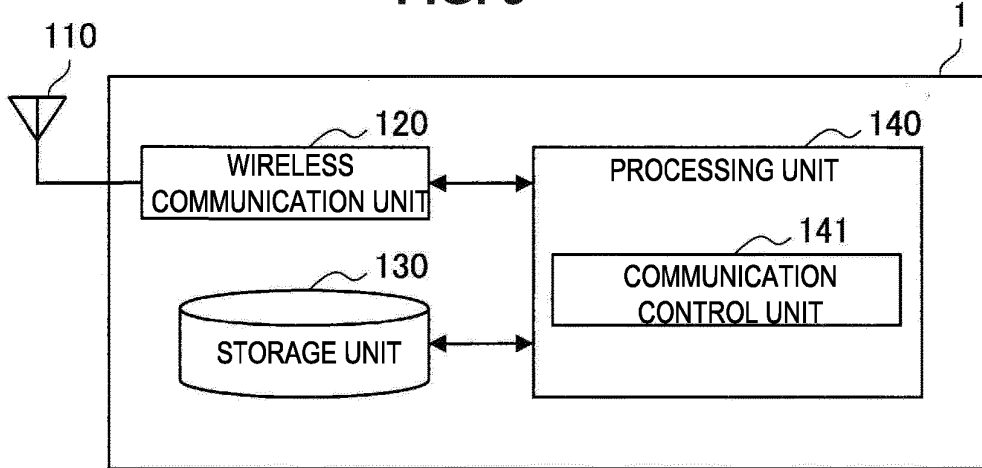 1
110
120
140
WIRELESS
COMMUNICATION UNIT
PROCESSING UNIT
141
COMMUNICATION
CONTROL UNIT
130
STORAGE UNIT